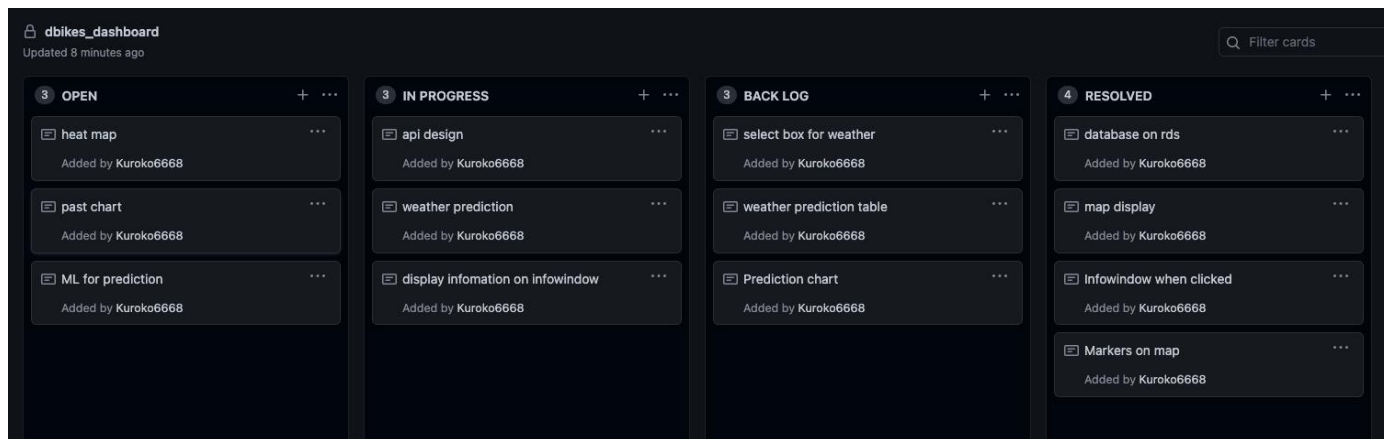 dbikes_dashboard
Updated 8 minutes ago
Filter cards
3 OPEN
heat map
Added by Kuroko6668
past chart
Added by Kuroko6668
ML for prediction
Added by Kuroko6668
3 IN PROGRESS
api design
Added by Kuroko6668
weather prediction
Added by Kuroko6668
display infomation on infowindow
Added by Kuroko6668
3 BACK LOG
select box for weather
Added by Kuroko6668
weather prediction table
Added by Kuroko6668
Prediction chart
Added by Kuroko6668
4 RESOLVED
database on rds
Added by Kuroko6668
map display
Added by Kuroko6668
Infowindow when clicked
Added by Kuroko6668
Markers on map
Added by Kuroko6668